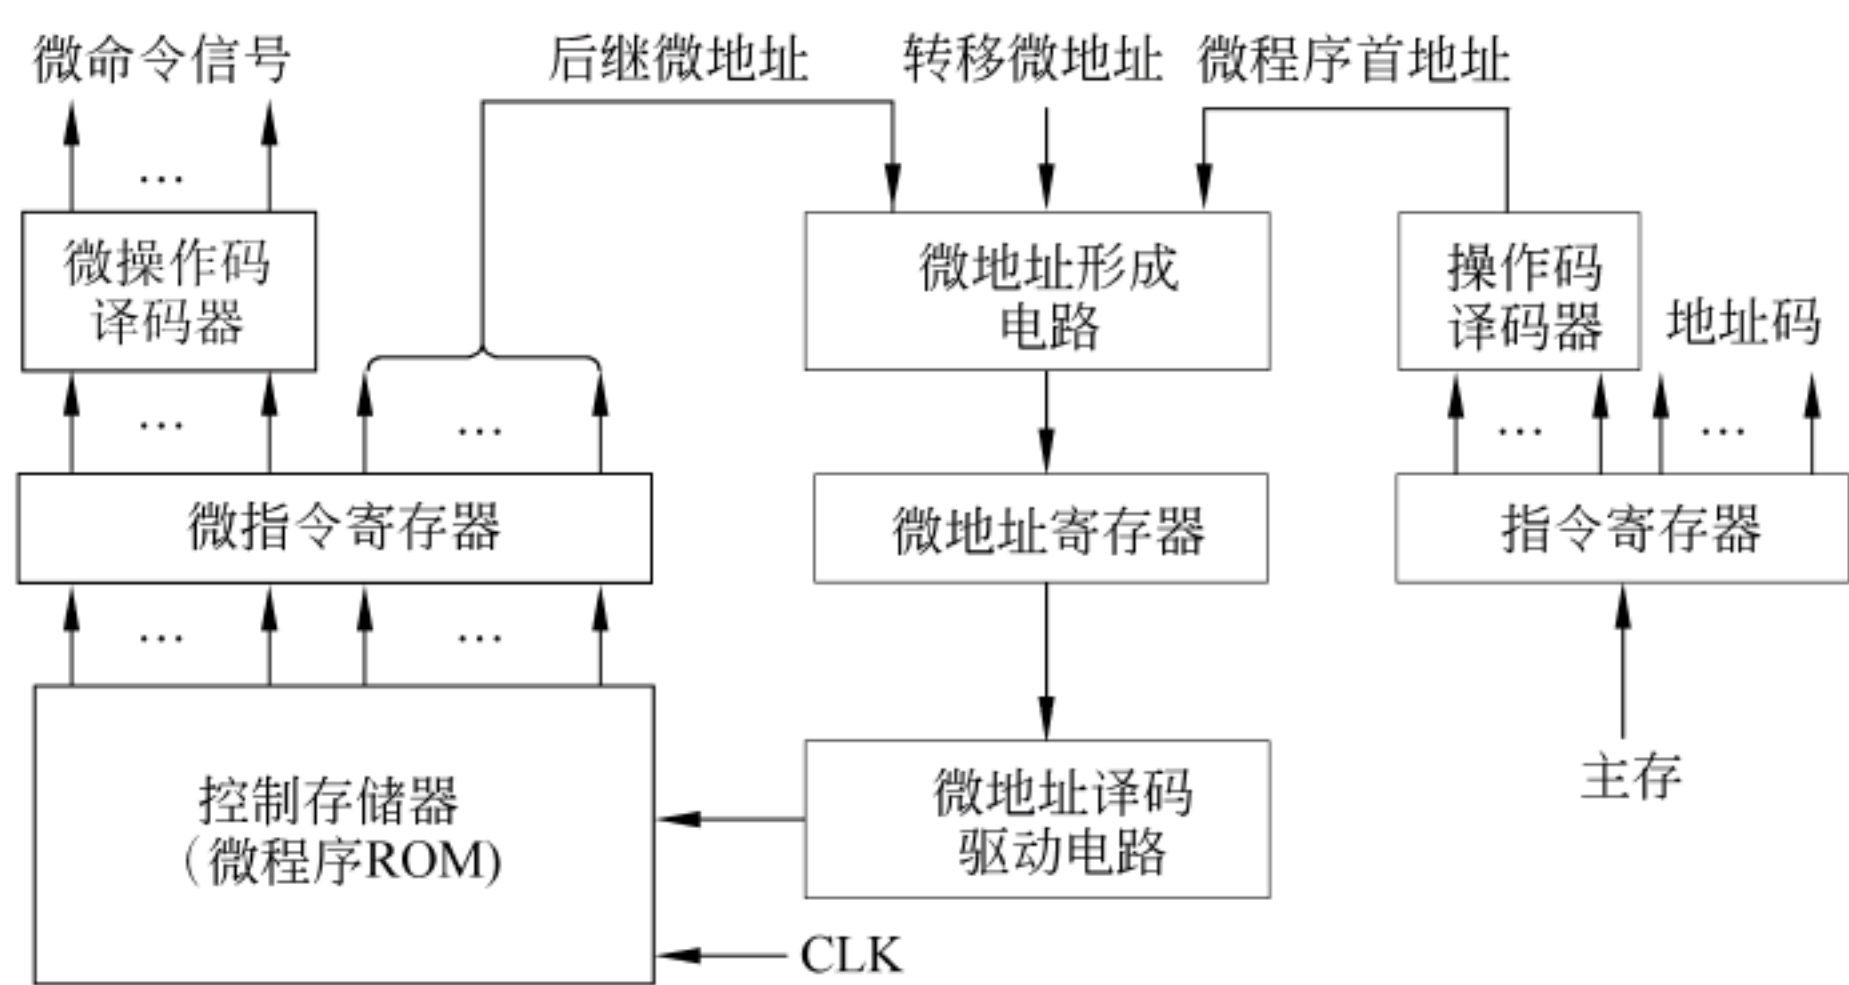 微命令信号
后继微地址
转移微地址
微程序首地址
…
微操作码
译码器
微地址形成
电路
操作码
译码器
地址码
…
…
…
…
微指令寄存器
微地址寄存器
指令寄存器
…
…
控制存储器
（微程序ROM)
微地址译码
驱动电路
主存
CLK